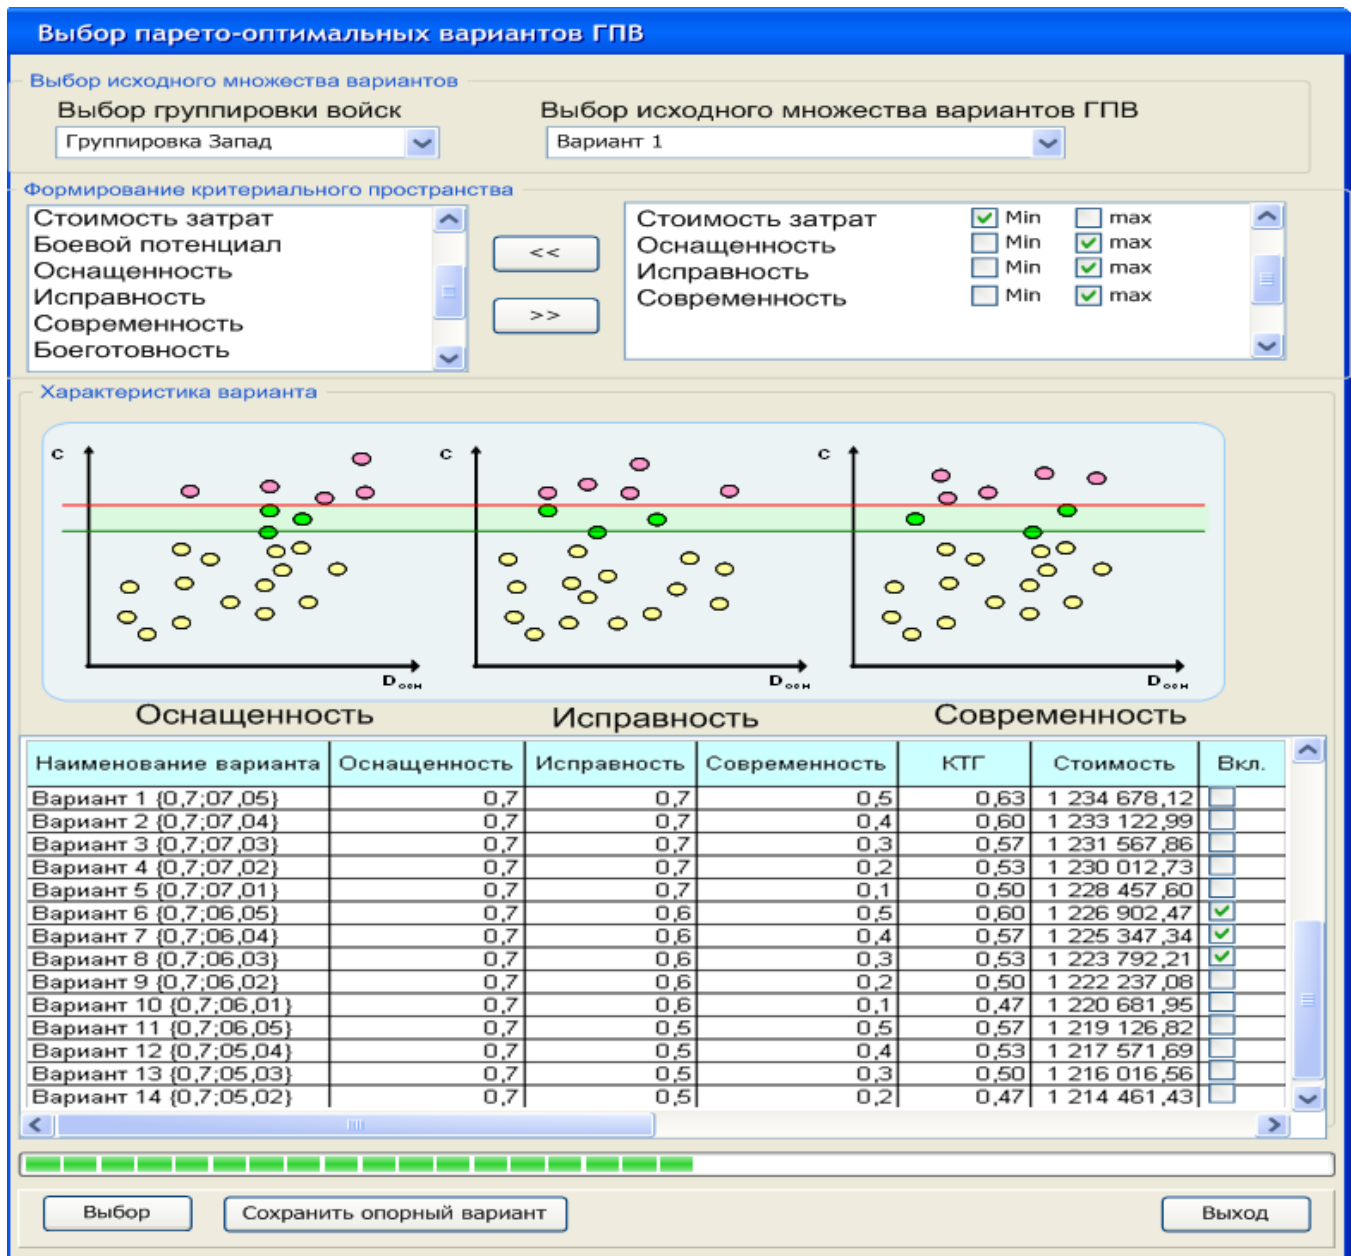 Выбор парето-оптимальных вариантов ГПВ
Выбор исходного множества вариантов
Выбор группировки войск Выбор исходного множества вариантов ГПВ
Группировка Запад Вариант 1
Формирование критериального пространства
Стоимость затрат
Боевой потенциал
Оснащенность
Исправность
Современность
Боеготовность
<<
>>
Стоимость затрат Min max
Оснащенность Min max
Исправность Min max
Современность Min max
Характеристика варианта
C C C
Dосн Dосн Dосн
Оснащенность Исправность Современность
Наименование варианта Оснащенность Исправность Современность КТГ Стоимость Вкл.
Вариант 1 {0,7;07,05} 0,7 0,7 0,5 0,63 1 234 678,12
Вариант 2 {0,7;07,04} 0,7 0,7 0,4 0,60 1 233 122,99
Вариант 3 {0,7;07,03} 0,7 0,7 0,3 0,57 1 231 567,86
Вариант 4 {0,7;07,02} 0,7 0,7 0,2 0,53 1 230 012,73
Вариант 5 {0,7;07,01} 0,7 0,7 0,1 0,50 1 228 457,60
Вариант 6 {0,7;06,05} 0,7 0,6 0,5 0,60 1 226 902,47
Вариант 7 {0,7;06,04} 0,7 0,6 0,4 0,57 1 225 347,34
Вариант 8 {0,7;06,03} 0,7 0,6 0,3 0,53 1 223 792,21
Вариант 9 {0,7;06,02} 0,7 0,6 0,2 0,50 1 222 237,08
Вариант 10 {0,7;06,01} 0,7 0,6 0,1 0,47 1 220 681,95
Вариант 11 {0,7;06,05} 0,7 0,5 0,5 0,57 1 219 126,82
Вариант 12 {0,7;05,04} 0,7 0,5 0,4 0,53 1 217 571,69
Вариант 13 {0,7;05,03} 0,7 0,5 0,3 0,50 1 216 016,56
Вариант 14 {0,7;05,02} 0,7 0,5 0,2 0,47 1 214 461,43
Выбор Сохранить опорный вариант Выход